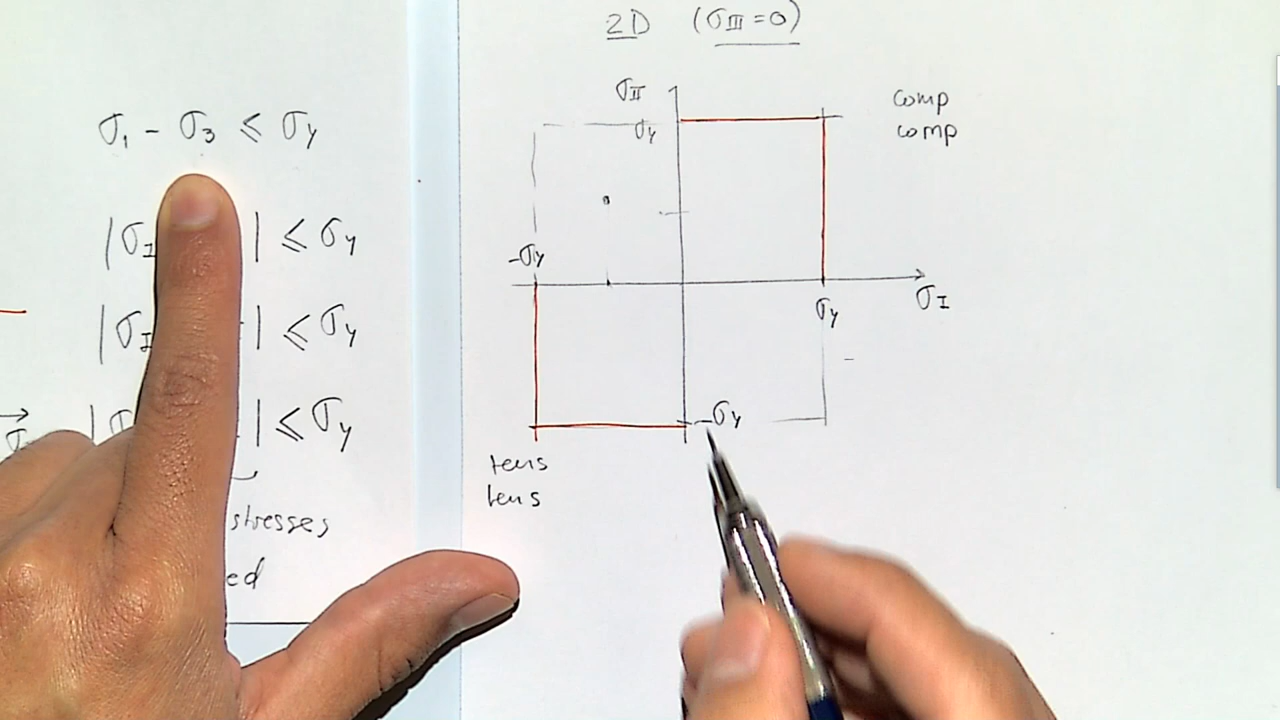 σ₁ - σ₃ ≤ σy
|σI | ≤ σy
|σI | ≤ σy
| | ≤ σy
stresses
ed
2D (σIII = 0)
σII
σy
comp
comp
-σy
σy
σI
-σy
tens
tens